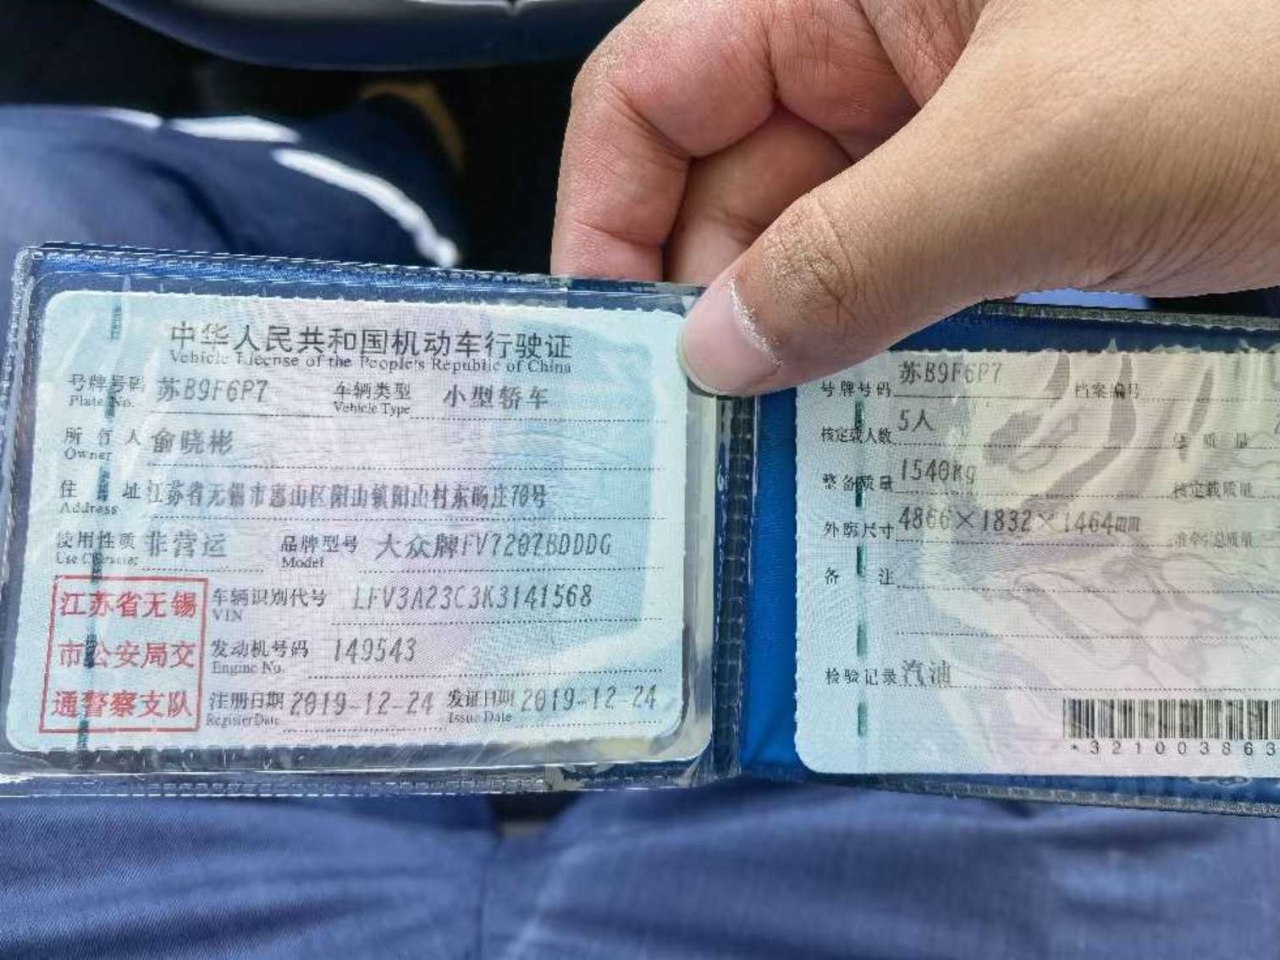 中华人民共和国机动车行驶证
Vehicle License of the People's Republic of China
号牌号码 苏B9F6P7 车辆类型 小型轿车
Plate No. Vehicle Type
所有人 俞晓彬
Owner
住址 江苏省无锡市惠山区阳山镇阳山村东旸庄70号
Address
使用性质 非营运 品牌型号 大众牌FV7207BDDDG
Use Character Model
江苏省无锡
市公安局交
通警察支队
车辆识别代号 LFV3A23C3K3141568
VIN
发动机号码 149543
Engine No.
注册日期 2019-12-24 发证日期 2019-12-24
Register Date Issue Date
号牌号码 苏B9F6P7 档案编号
核定载人数 5人 总质量
整备质量 1540kg 核定载质量
外廓尺寸 4866×1832×1464mm 准牵引总质量
备注
检验记录 汽油
*321003863